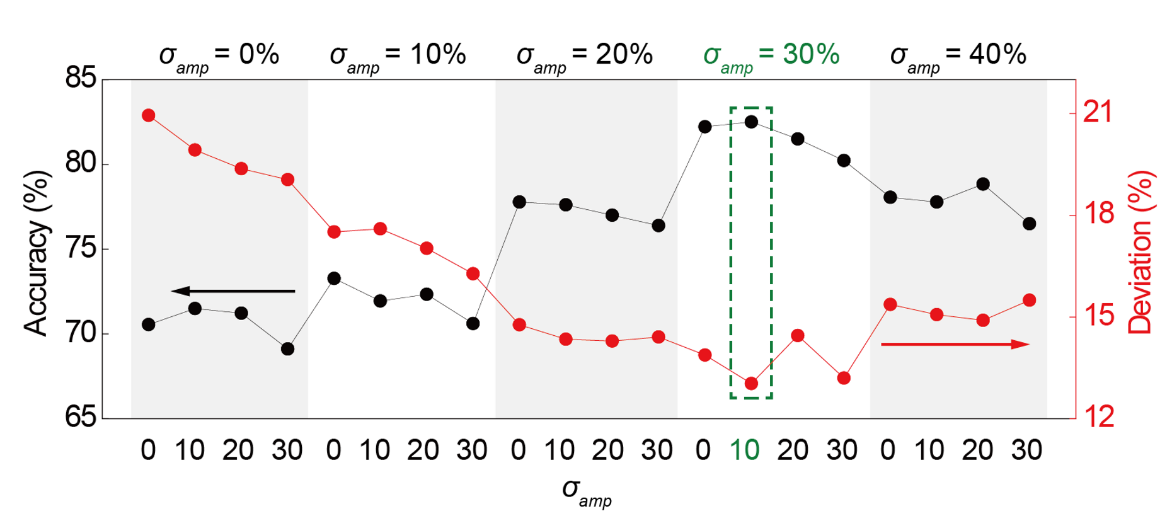 σamp = 0% σamp = 10% σamp = 20% σamp = 30% σamp = 40%
85
80
75
70
65
Accuracy (%)
21
18
15
12
Deviation (%)
0 10 20 30 0 10 20 30 0 10 20 30 0 10 20 30 0 10 20 30
σamp